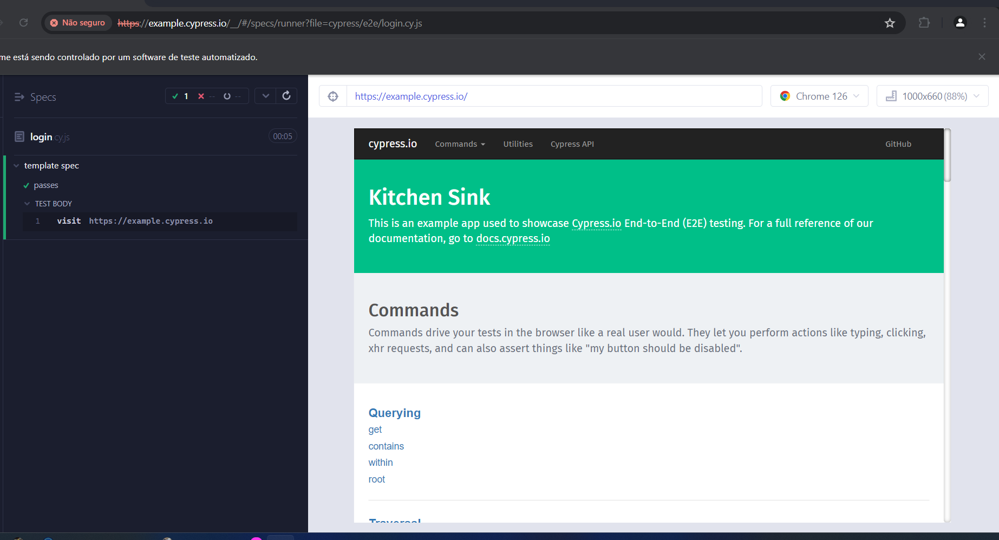 Não seguro https://example.cypress.io/__/#/specs/runner?file=cypress/e2e/login.cy.js
me está sendo controlado por um software de teste automatizado.
Specs 1 -- --
login.cy.js 00:05
template spec
passes
TEST BODY
1 visit https://example.cypress.io
https://example.cypress.io/ Chrome 126 1000x660 (88%)
cypress.io Commands Utilities Cypress API GitHub
Kitchen Sink
This is an example app used to showcase Cypress.io End-to-End (E2E) testing. For a full reference of our
documentation, go to docs.cypress.io
Commands
Commands drive your tests in the browser like a real user would. They let you perform actions like typing, clicking,
xhr requests, and can also assert things like "my button should be disabled".
Querying
get
contains
within
root
Traversal